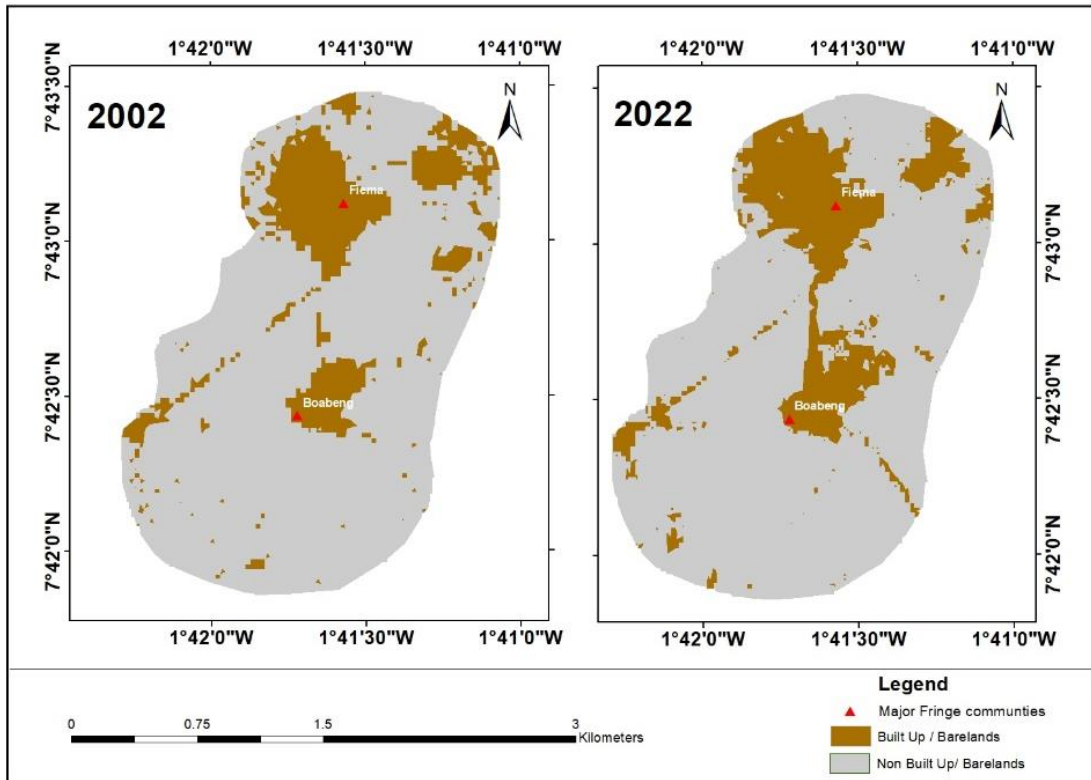 1°42'0"W 1°41'30"W 1°41'0"W
7°43'30"N
7°43'0"N
7°42'30"N
7°42'0"N
2002
N
Fiema
Boabeng
1°42'0"W 1°41'30"W 1°41'0"W
1°42'0"W 1°41'30"W 1°41'0"W
2022
N
Fiema
Boabeng
7°43'30"N
7°43'0"N
7°42'30"N
7°42'0"N
1°42'0"W 1°41'30"W 1°41'0"W
0 0.75 1.5 3
Kilometers
Legend
Major Fringe communties
Built Up / Barelands
Non Built Up/ Barelands